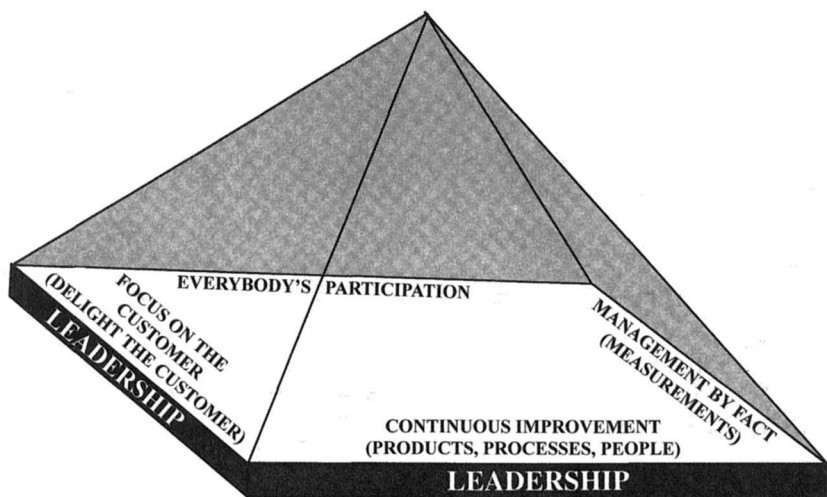 EVERYBODY'S PARTICIPATION
FOCUS ON THE
CUSTOMER
(DELIGHT THE CUSTOMER)
LEADERSHIP
MANAGEMENT BY FACT
(MEASUREMENTS)
CONTINUOUS IMPROVEMENT
(PRODUCTS, PROCESSES, PEOPLE)
LEADERSHIP